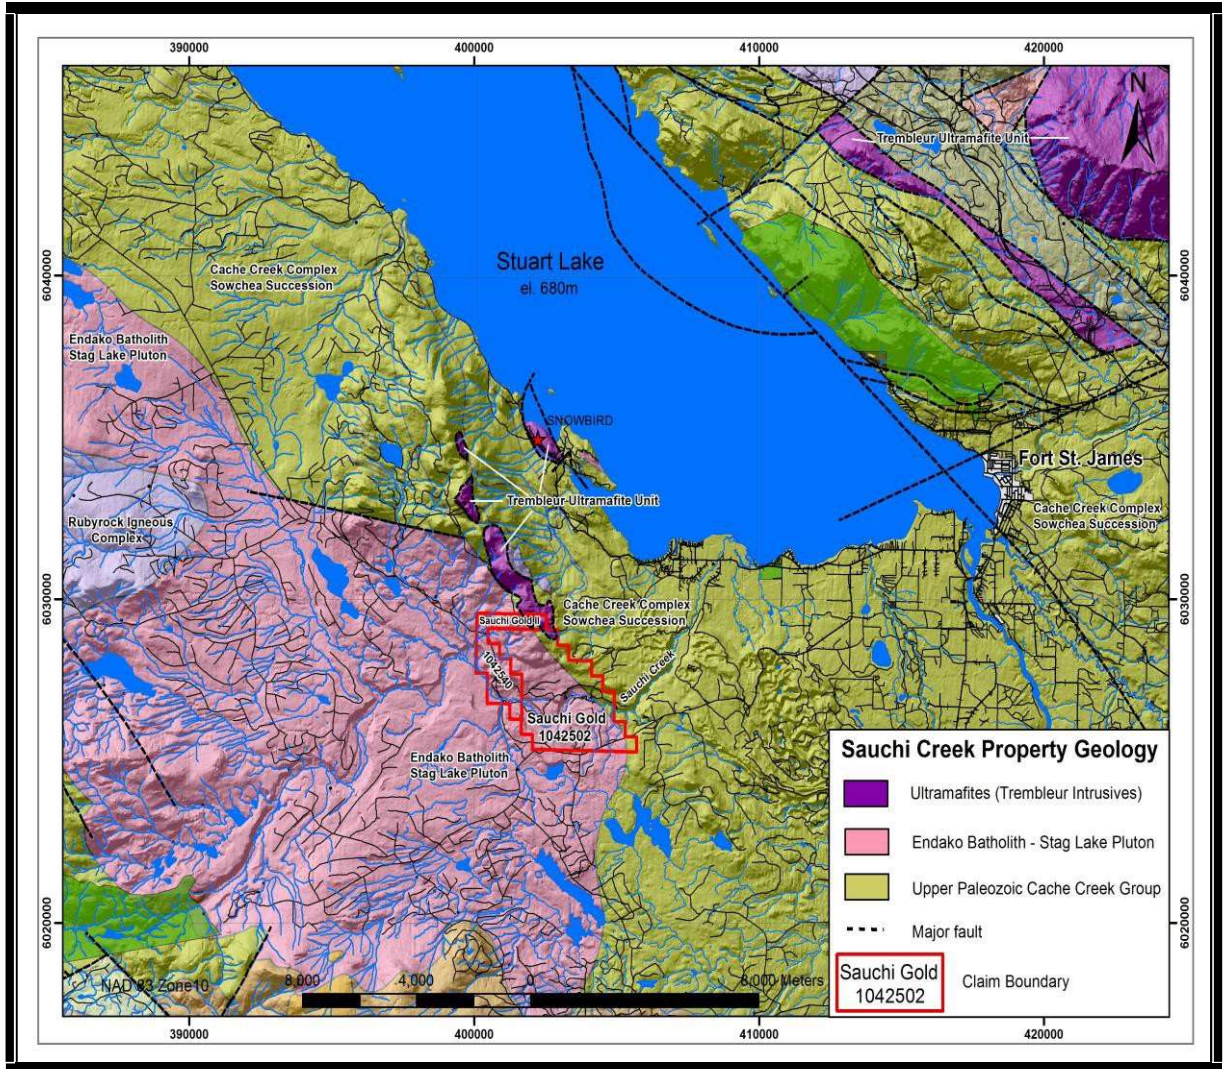 390000
400000
410000
420000
N
Trembleur Ultramafite Unit
6040000
6040000
Stuart Lake
el. 680m
Cache Creek Complex
Sowchea Succession
Endako Batholith
Stag Lake Pluton
SNOWBIRD
Fort St. James
Trembleur Ultramafite Unit
Cache Creek Complex
Sowchea Succession
Rubyrock Igneous
Complex
6030000
6030000
Cache Creek Complex
Sowchea Succession
Sauchi Gold II
1042540
Sauchi Creek
Sauchi Gold
1042502
Endako Batholith
Stag Lake Pluton
Sauchi Creek Property Geology
Ultramafites (Trembleur Intrusives)
Endako Batholith - Stag Lake Pluton
Upper Paleozoic Cache Creek Group
Major fault
Sauchi Gold
1042502
Claim Boundary
6020000
6020000
NAD 83 Zone10
8,000
4,000
0
8,000 Meters
390000
400000
410000
420000